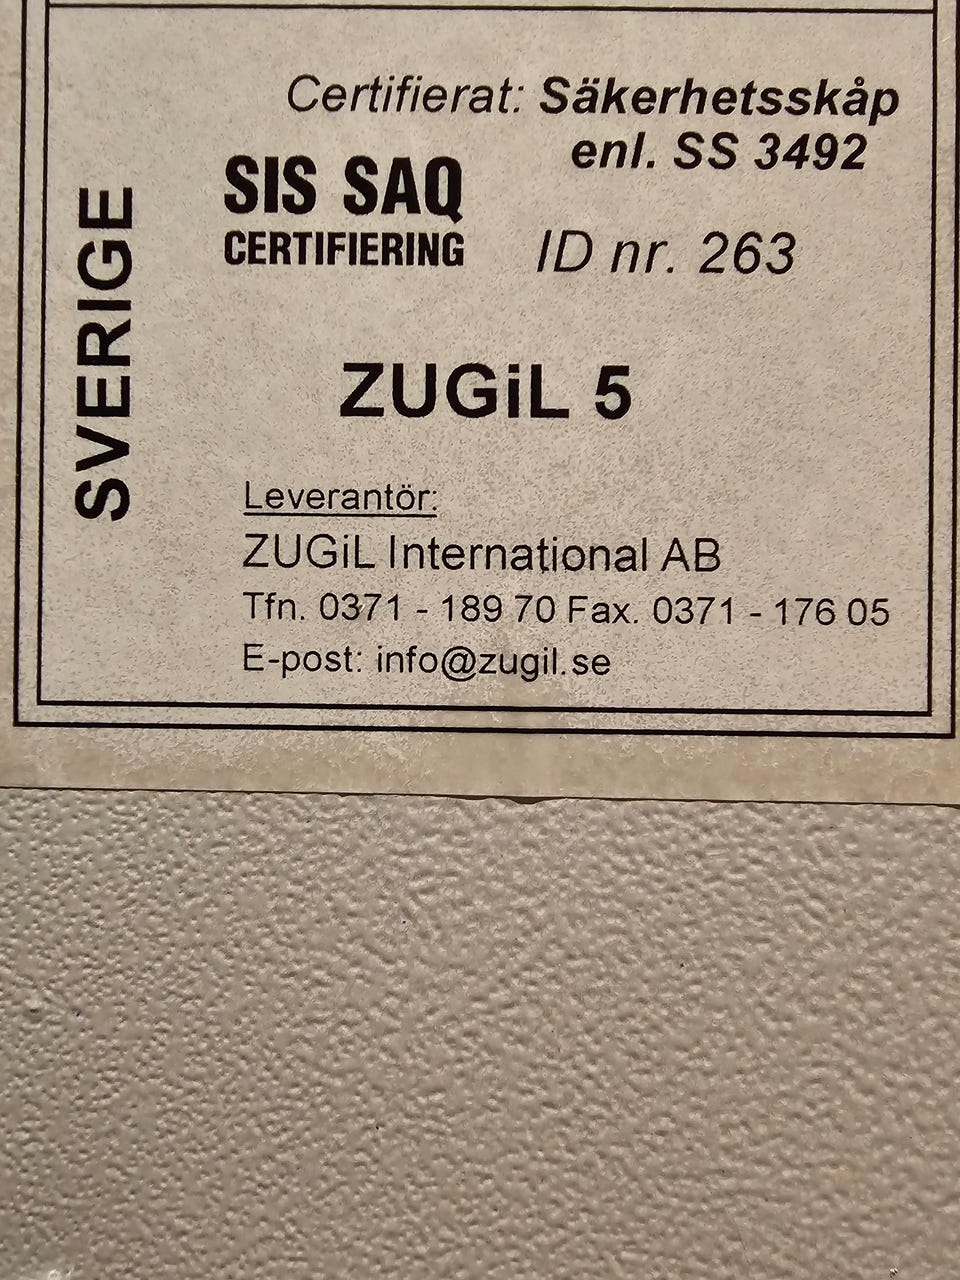 SVERIGE
Certifierat: Säkerhetsskåp
enl. SS 3492
SIS SAQ
CERTIFIERING
ID nr. 263
ZUGiL 5
Leverantör:
ZUGiL International AB
Tfn. 0371 - 189 70 Fax. 0371 - 176 05
E-post: info@zugil.se